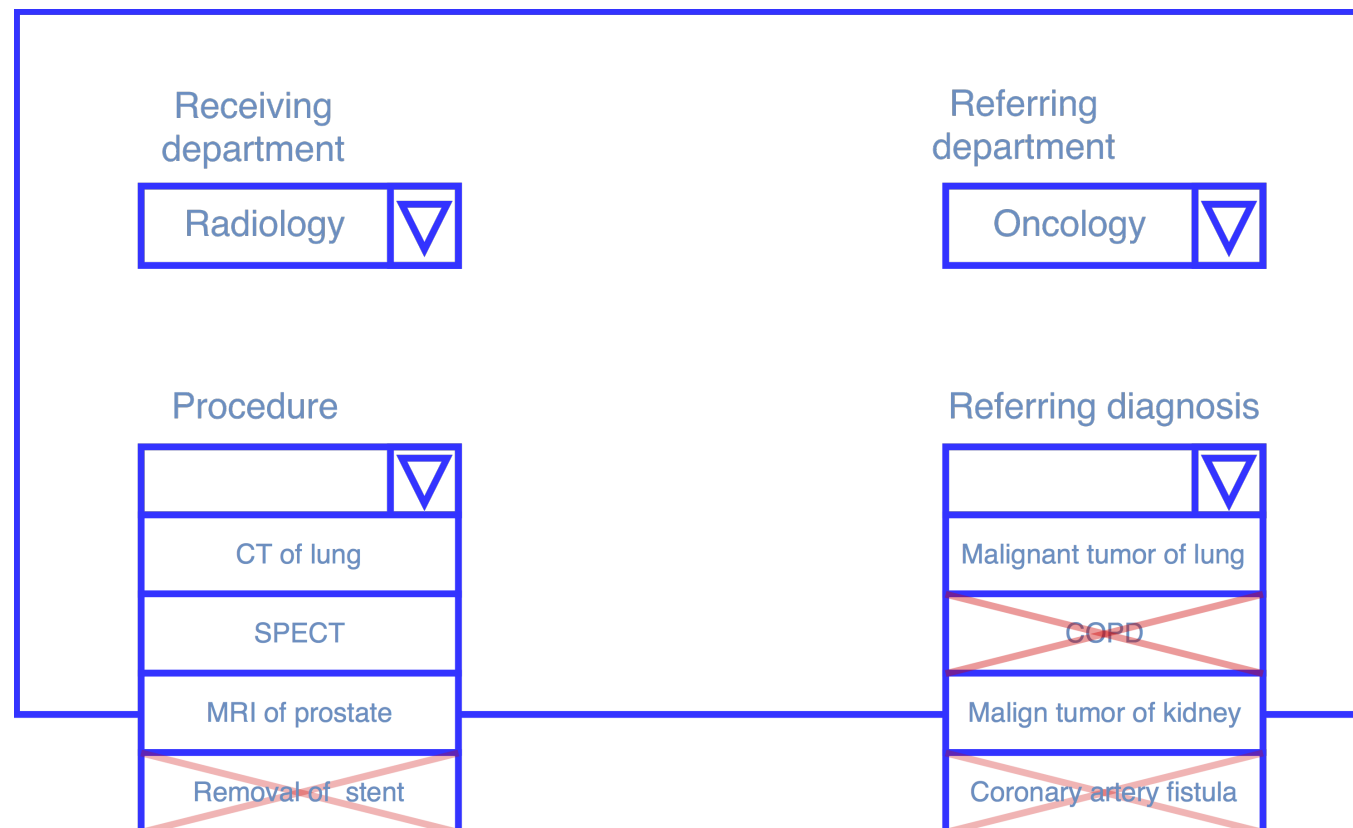 Receiving
department
Referring
department
Radiology
Oncology
Procedure
Referring diagnosis
CT of lung
Malignant tumor of lung
SPECT
COPD
MRI of prostate
Malign tumor of kidney
Removal of stent
Coronary artery fistula